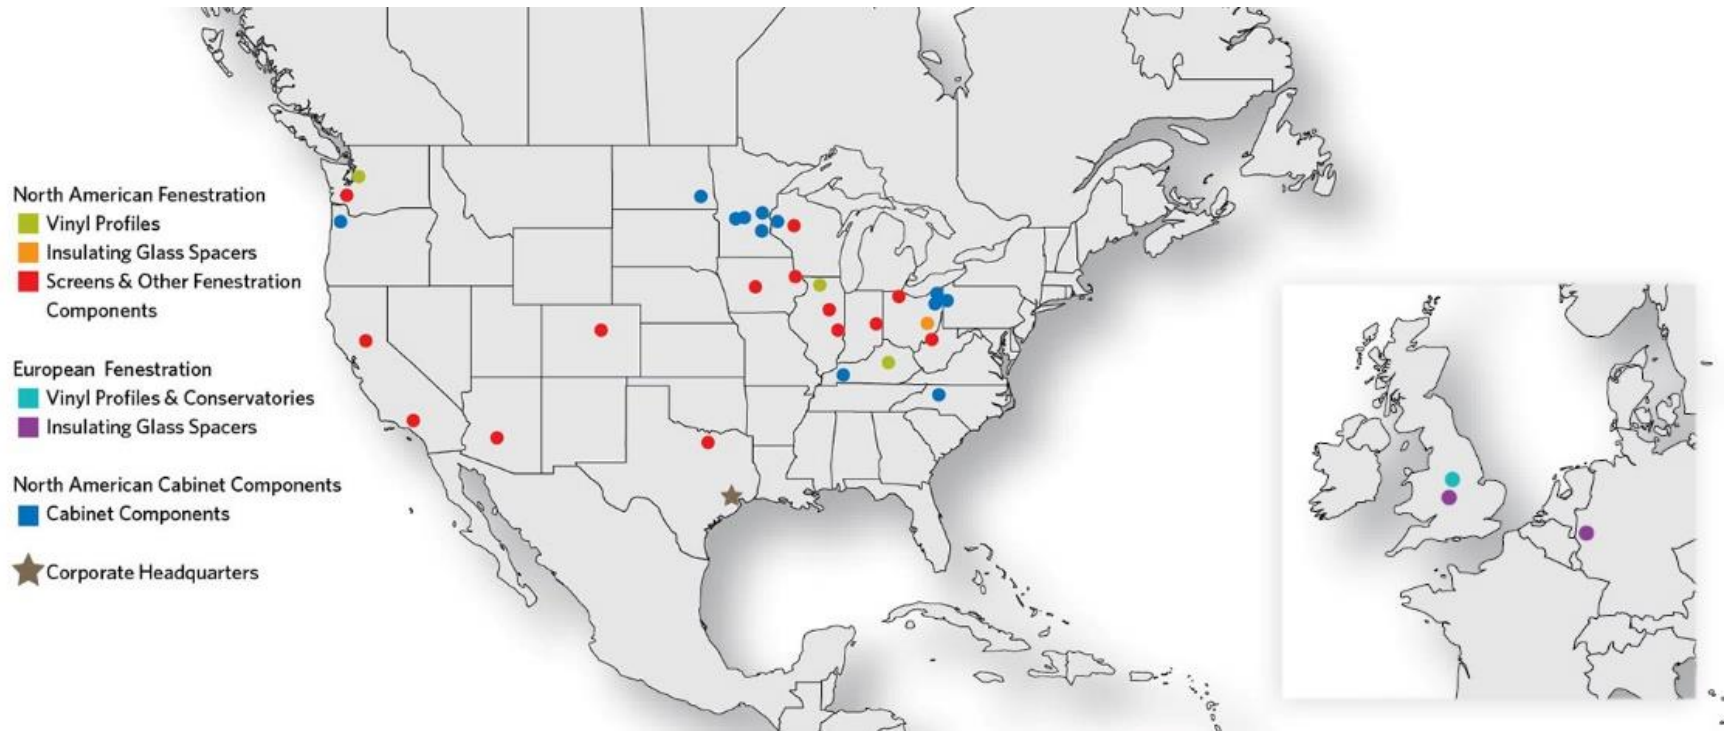 North American Fenestration
Vinyl Profiles
Insulating Glass Spacers
Screens & Other Fenestration
Components
European Fenestration
Vinyl Profiles & Conservatories
Insulating Glass Spacers
North American Cabinet Components
Cabinet Components
Corporate Headquarters